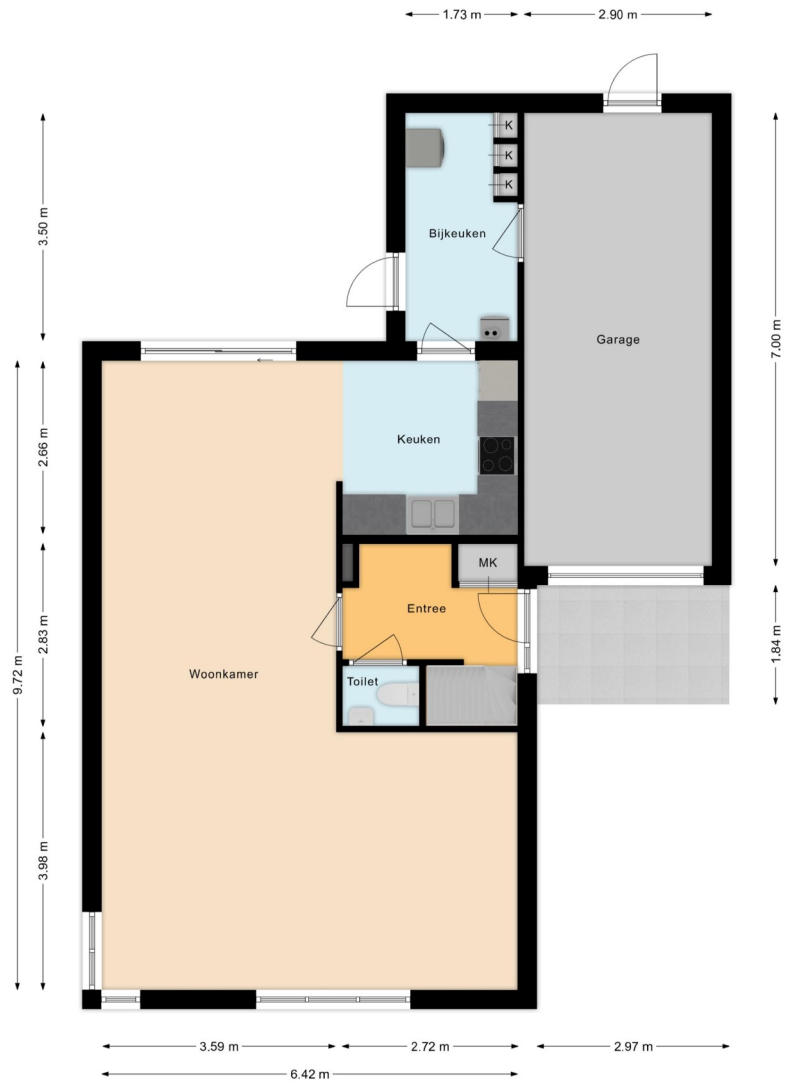 1.73 m
2.90 m
K
K
K
3.50 m
Bijkeuken
Garage
7.00 m
2.66 m
Keuken
MK
Entree
2.83 m
9.72 m
Woonkamer
Toilet
1.84 m
3.98 m
3.59 m
2.72 m
2.97 m
6.42 m